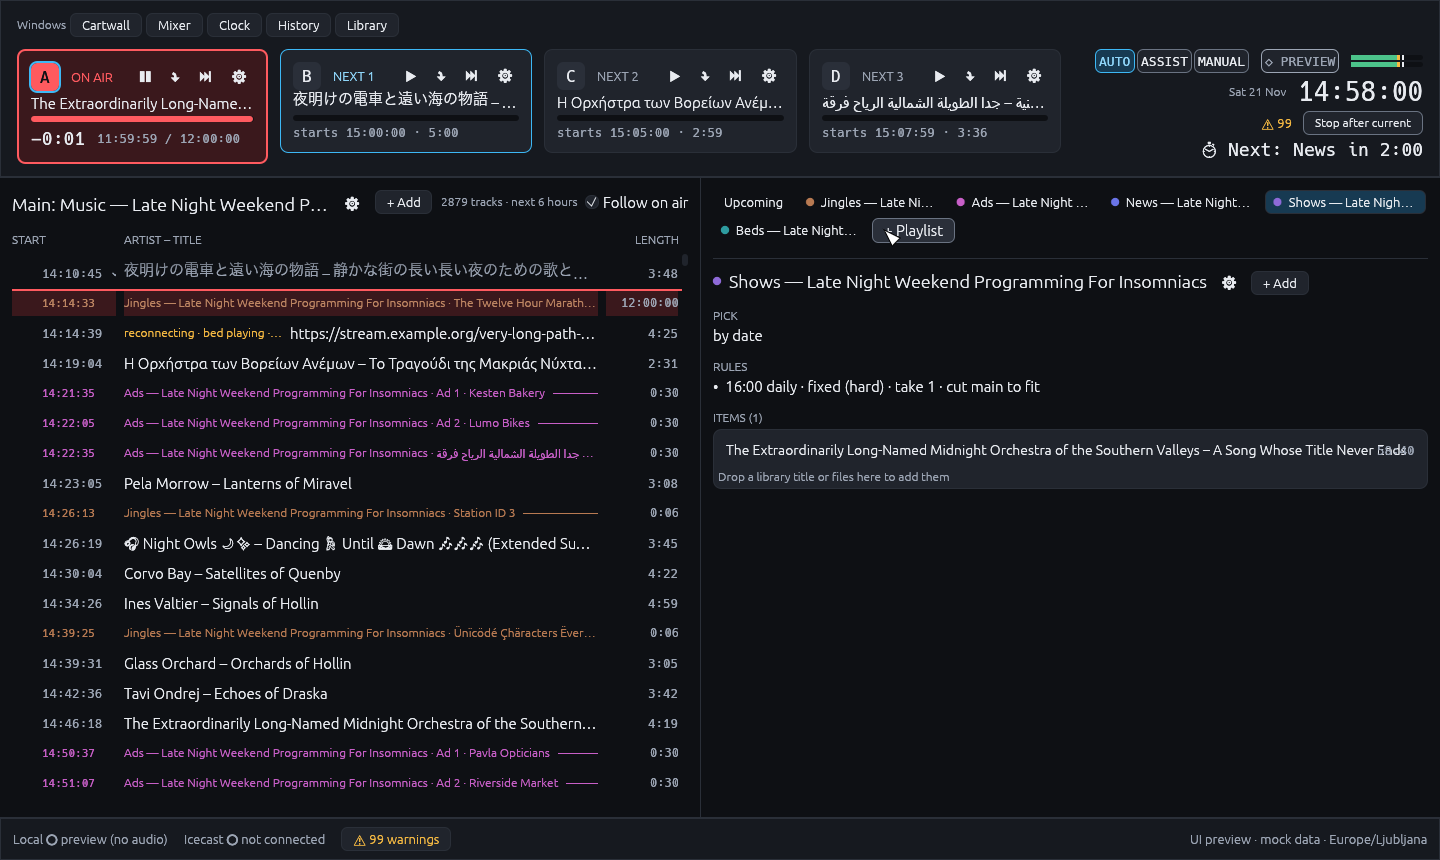 Windows Cartwall Mixer Clock History Library
A ON AIR
The Extraordinarily Long-Name…
−0:01 11:59:59 / 12:00:00
B NEXT 1
夜明けの電車と遠い海の物語 – …
starts 15:00:00 · 5:00
C NEXT 2
Η Ορχήστρα των Βορείων Ανέμ…
starts 15:05:00 · 2:59
D NEXT 3
…نية – جدا الطويلة الشمالية الرياح فرقة
starts 15:07:59 · 3:36
AUTO ASSIST MANUAL ◇ PREVIEW
Sat 21 Nov 14:58:00
⚠ 99 Stop after current
Next: News in 2:00
Main: Music — Late Night Weekend P… + Add 2879 tracks · next 6 hours ✓ Follow on air
START ARTIST – TITLE LENGTH
14:10:45 夜明けの電車と遠い海の物語 – 静かな街の長い長い夜のための歌と… 3:48
14:14:33 Jingles — Late Night Weekend Programming For Insomniacs · The Twelve Hour Marath… 12:00:00
14:14:39 reconnecting · bed playing ·… https://stream.example.org/very-long-path-… 4:25
14:19:04 Η Ορχήστρα των Βορείων Ανέμων – Το Τραγούδι της Μακριάς Νύχτα… 2:31
14:21:35 Ads — Late Night Weekend Programming For Insomniacs · Ad 1 · Kesten Bakery 0:30
14:22:05 Ads — Late Night Weekend Programming For Insomniacs · Ad 2 · Lumo Bikes 0:30
14:22:35 Ads — Late Night Weekend Programming For Insomniacs · جدا الطويلة الشمالية الرياح فرقة … 0:30
14:23:05 Pela Morrow – Lanterns of Miravel 3:08
14:26:13 Jingles — Late Night Weekend Programming For Insomniacs · Station ID 3 0:06
14:26:19 🎧 Night Owls 🌙✨ – Dancing 💃 Until 🌅 Dawn 🎶🎶🎶 (Extended Su… 3:45
14:30:04 Corvo Bay – Satellites of Quenby 4:22
14:34:26 Ines Valtier – Signals of Hollin 4:59
14:39:25 Jingles — Late Night Weekend Programming For Insomniacs · Ünïcödé Çhäracters Ëver… 0:06
14:39:31 Glass Orchard – Orchards of Hollin 3:05
14:42:36 Tavi Ondrej – Echoes of Draska 3:42
14:46:18 The Extraordinarily Long-Named Midnight Orchestra of the Southern… 4:19
14:50:37 Ads — Late Night Weekend Programming For Insomniacs · Ad 1 · Pavla Opticians 0:30
14:51:07 Ads — Late Night Weekend Programming For Insomniacs · Ad 2 · Riverside Market 0:30
Upcoming Jingles — Late Ni… Ads — Late Night … News — Late Night… Shows — Late Nigh…
Beds — Late Night… Playlist
Shows — Late Night Weekend Programming For Insomniacs + Add
PICK
by date
RULES
• 16:00 daily · fixed (hard) · take 1 · cut main to fit
ITEMS (1)
The Extraordinarily Long-Named Midnight Orchestra of the Southern Valleys – A Song Whose Title Never Ends
Drop a library title or files here to add them
Local preview (no audio) Icecast not connected ⚠ 99 warnings UI preview · mock data · Europe/Ljubljana